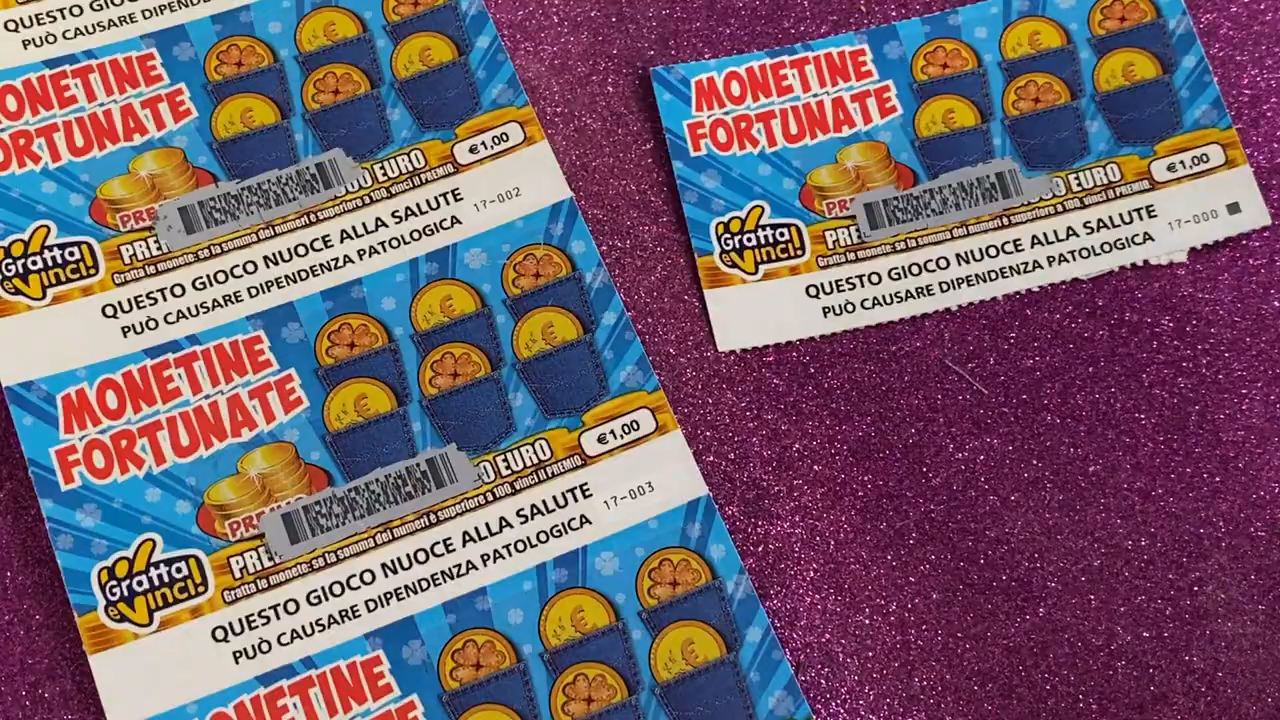 QUESTO GIOCO
PUÒ CAUSARE DIPENDE
MONETINE
FORTUNATE
€1,00
EURO
Gratta le monete: se la somma dei numeri è superiore a 100, vinci il PREMIO.
Gratta
e Vinci!
QUESTO GIOCO NUOCE ALLA SALUTE
PUÒ CAUSARE DIPENDENZA PATOLOGICA
17-002
MONETINE
FORTUNATE
€1,00
0 EURO
Gratta le monete: se la somma dei numeri è superiore a 100, vinci il PREMIO.
Gratta
e Vinci!
QUESTO GIOCO NUOCE ALLA SALUTE
PUÒ CAUSARE DIPENDENZA PATOLOGICA
17-003
MONETINE
MONETINE
FORTUNATE
€1,00
EURO
Gratta le monete: se la somma dei numeri è superiore a 100, vinci il PREMIO.
Gratta
e Vinci!
QUESTO GIOCO NUOCE ALLA SALUTE
PUÒ CAUSARE DIPENDENZA PATOLOGICA
17-000